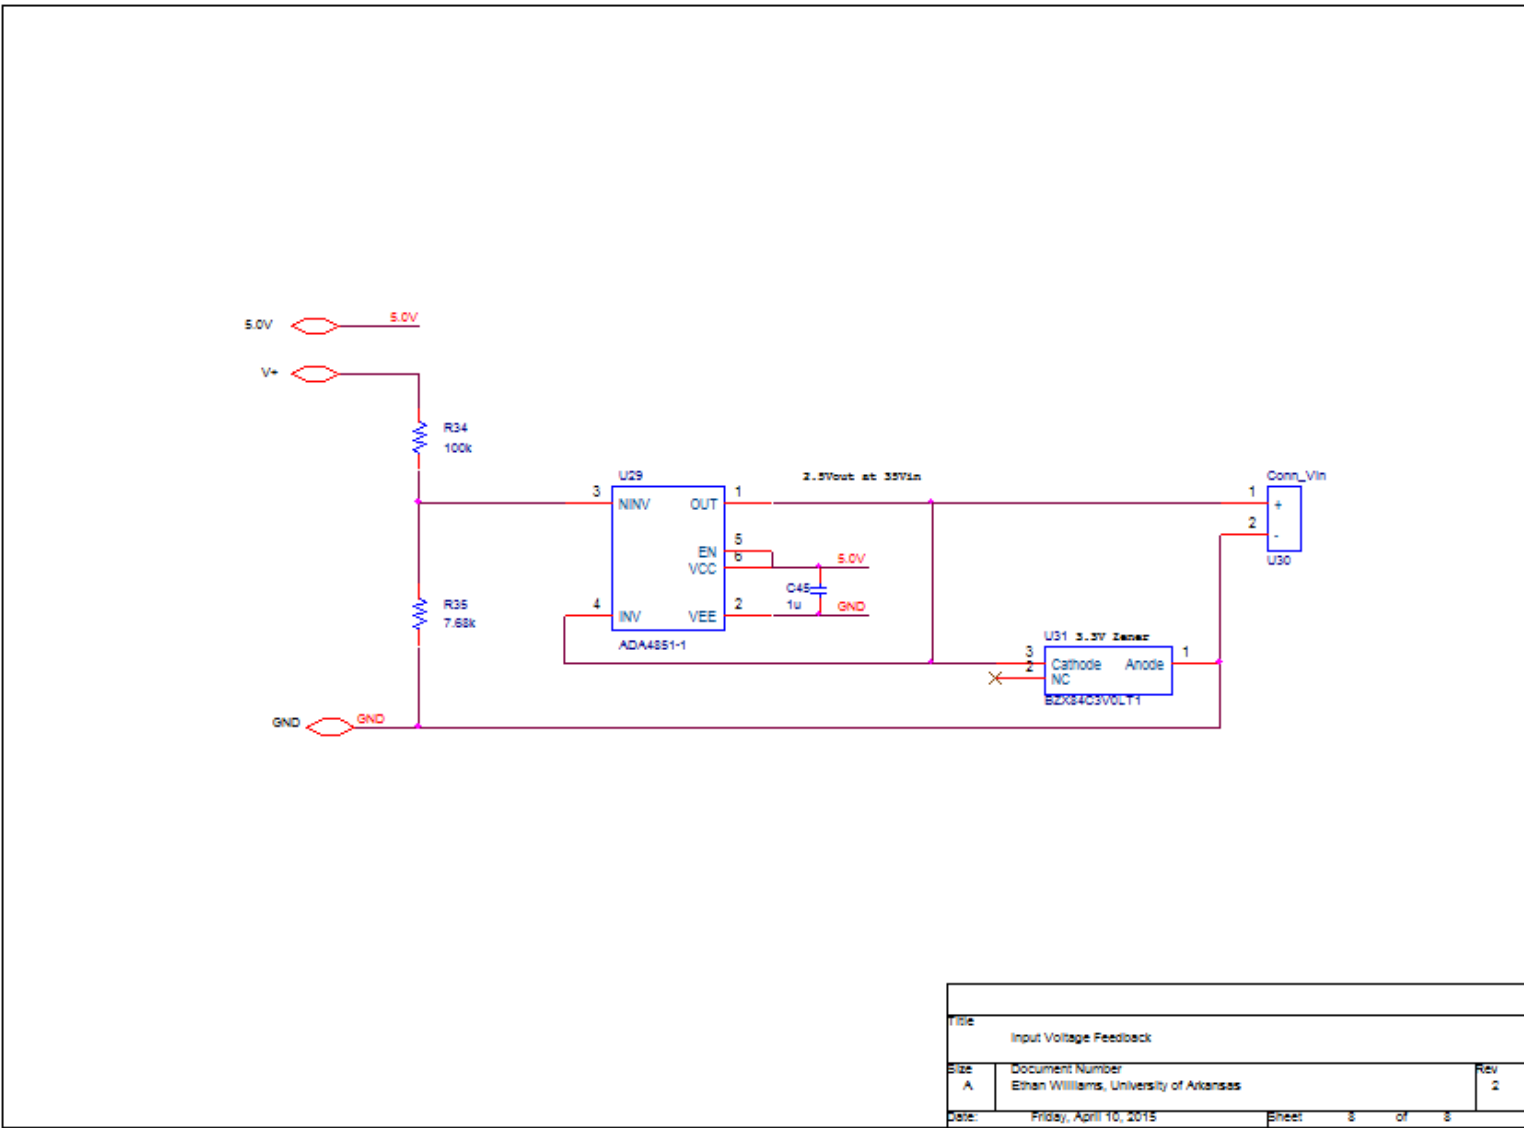 5.0V
5.0V
V+
R34
100k
U29
2.5Vout at 35Vin
Conn_Vin
3
NINV
OUT
1
1
+
2
-
U30
EN
5
VCC
6
5.0V
C45
1u
R35
7.68k
4
INV
VEE
2
GND
ADA4851-1
U31 3.3V Zener
3
Cathode
Anode
1
2
NC
BZX84C3V0LT1
GND
GND
Title
Input Voltage Feedback
Size
A
Document Number
Ethan Williams, University of Arkansas
Rev
2
Date:
Friday, April 10, 2015
Sheet 8 of 8